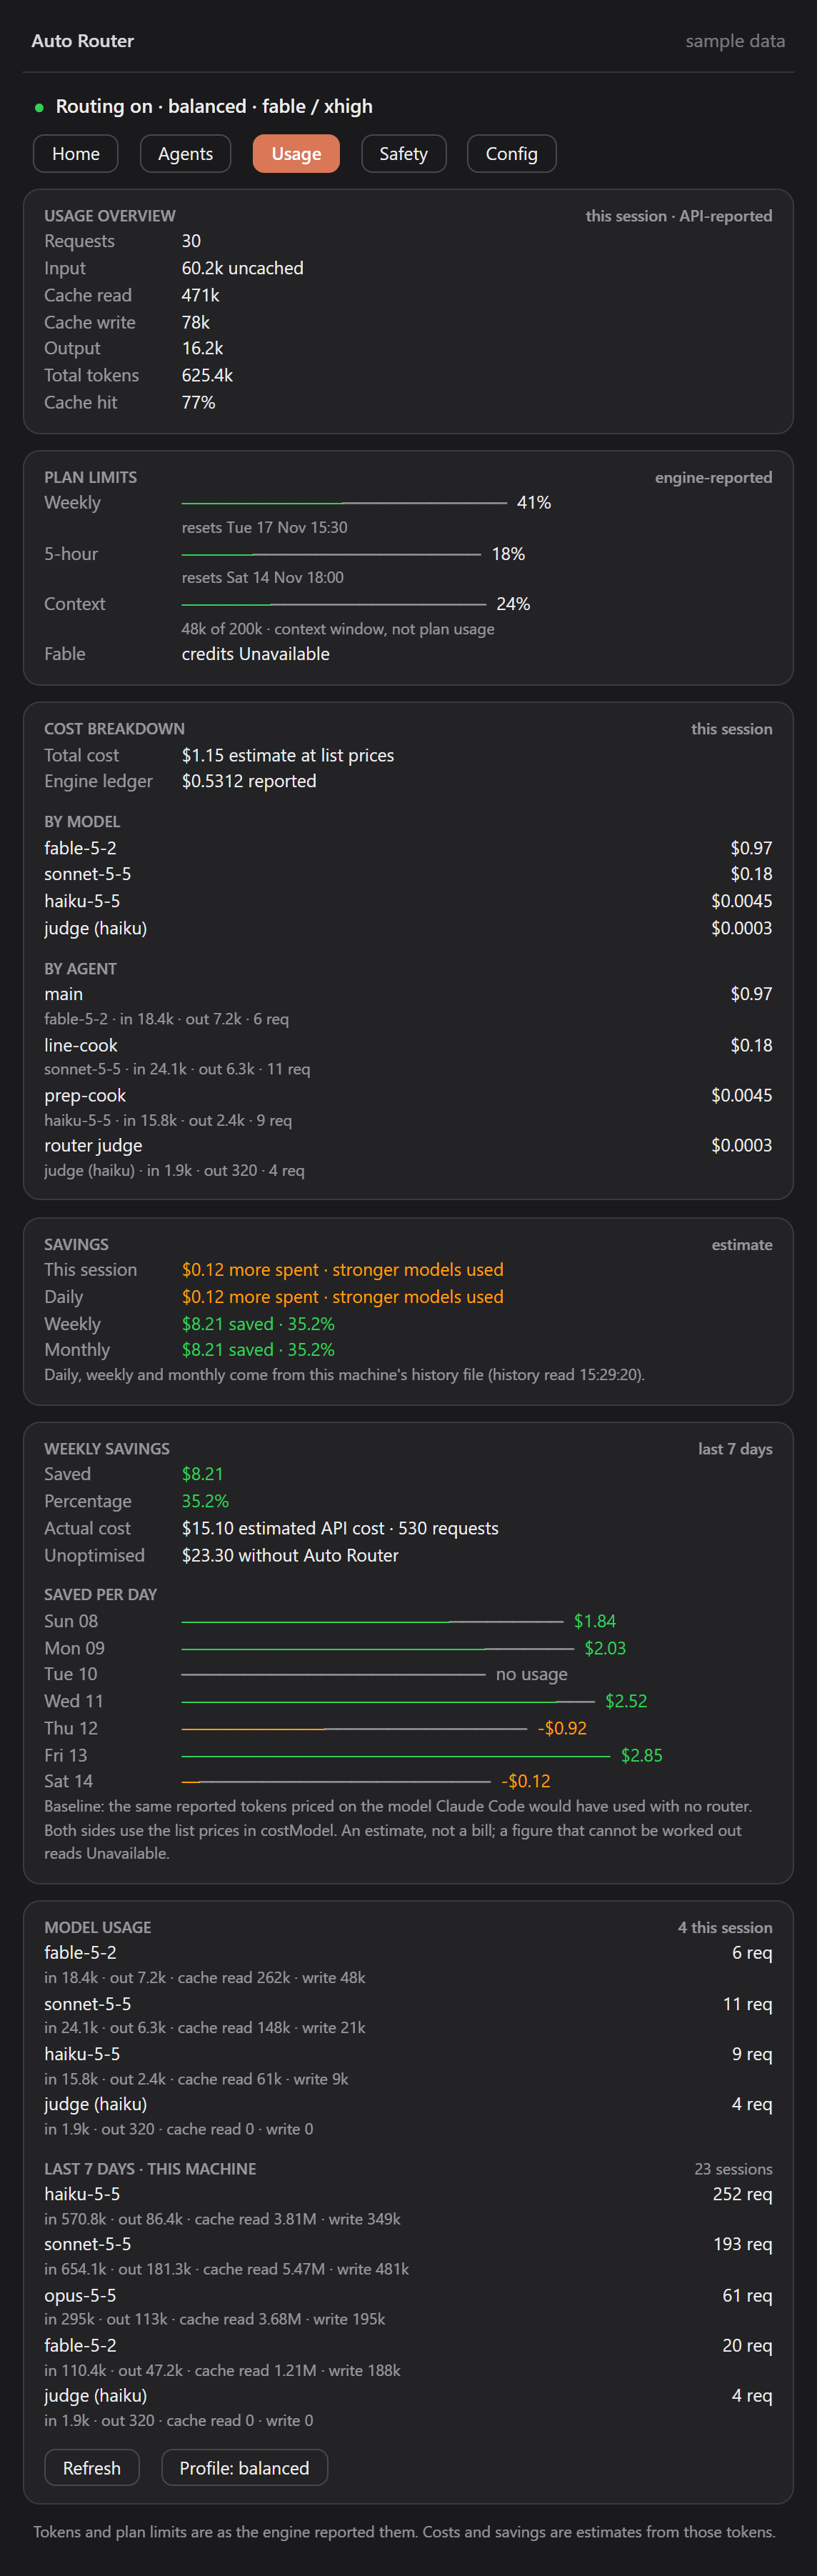 Auto Router
sample data
Routing on · balanced · fable / xhigh
Home
Agents
Usage
Safety
Config
USAGE OVERVIEW
this session · API-reported
Requests 30
Input 60.2k uncached
Cache read 471k
Cache write 78k
Output 16.2k
Total tokens 625.4k
Cache hit 77%
PLAN LIMITS
engine-reported
Weekly 41%
resets Tue 17 Nov 15:30
5-hour 18%
resets Sat 14 Nov 18:00
Context 24%
48k of 200k · context window, not plan usage
Fable credits Unavailable
COST BREAKDOWN
this session
Total cost $1.15 estimate at list prices
Engine ledger $0.5312 reported
BY MODEL
fable-5-2 $0.97
sonnet-5-5 $0.18
haiku-5-5 $0.0045
judge (haiku) $0.0003
BY AGENT
main $0.97
fable-5-2 · in 18.4k · out 7.2k · 6 req
line-cook $0.18
sonnet-5-5 · in 24.1k · out 6.3k · 11 req
prep-cook $0.0045
haiku-5-5 · in 15.8k · out 2.4k · 9 req
router judge $0.0003
judge (haiku) · in 1.9k · out 320 · 4 req
SAVINGS
estimate
This session $0.12 more spent · stronger models used
Daily $0.12 more spent · stronger models used
Weekly $8.21 saved · 35.2%
Monthly $8.21 saved · 35.2%
Daily, weekly and monthly come from this machine's history file (history read 15:29:20).
WEEKLY SAVINGS
last 7 days
Saved $8.21
Percentage 35.2%
Actual cost $15.10 estimated API cost · 530 requests
Unoptimised $23.30 without Auto Router
SAVED PER DAY
Sun 08 $1.84
Mon 09 $2.03
Tue 10 no usage
Wed 11 $2.52
Thu 12 -$0.92
Fri 13 $2.85
Sat 14 -$0.12
Baseline: the same reported tokens priced on the model Claude Code would have used with no router.
Both sides use the list prices in costModel. An estimate, not a bill; a figure that cannot be worked out
reads Unavailable.
MODEL USAGE
4 this session
fable-5-2 6 req
in 18.4k · out 7.2k · cache read 262k · write 48k
sonnet-5-5 11 req
in 24.1k · out 6.3k · cache read 148k · write 21k
haiku-5-5 9 req
in 15.8k · out 2.4k · cache read 61k · write 9k
judge (haiku) 4 req
in 1.9k · out 320 · cache read 0 · write 0
LAST 7 DAYS · THIS MACHINE
23 sessions
haiku-5-5 252 req
in 570.8k · out 86.4k · cache read 3.81M · write 349k
sonnet-5-5 193 req
in 654.1k · out 181.3k · cache read 5.47M · write 481k
opus-5-5 61 req
in 295k · out 113k · cache read 3.68M · write 195k
fable-5-2 20 req
in 110.4k · out 47.2k · cache read 1.21M · write 188k
judge (haiku) 4 req
in 1.9k · out 320 · cache read 0 · write 0
Refresh
Profile: balanced
Tokens and plan limits are as the engine reported them. Costs and savings are estimates from those tokens.